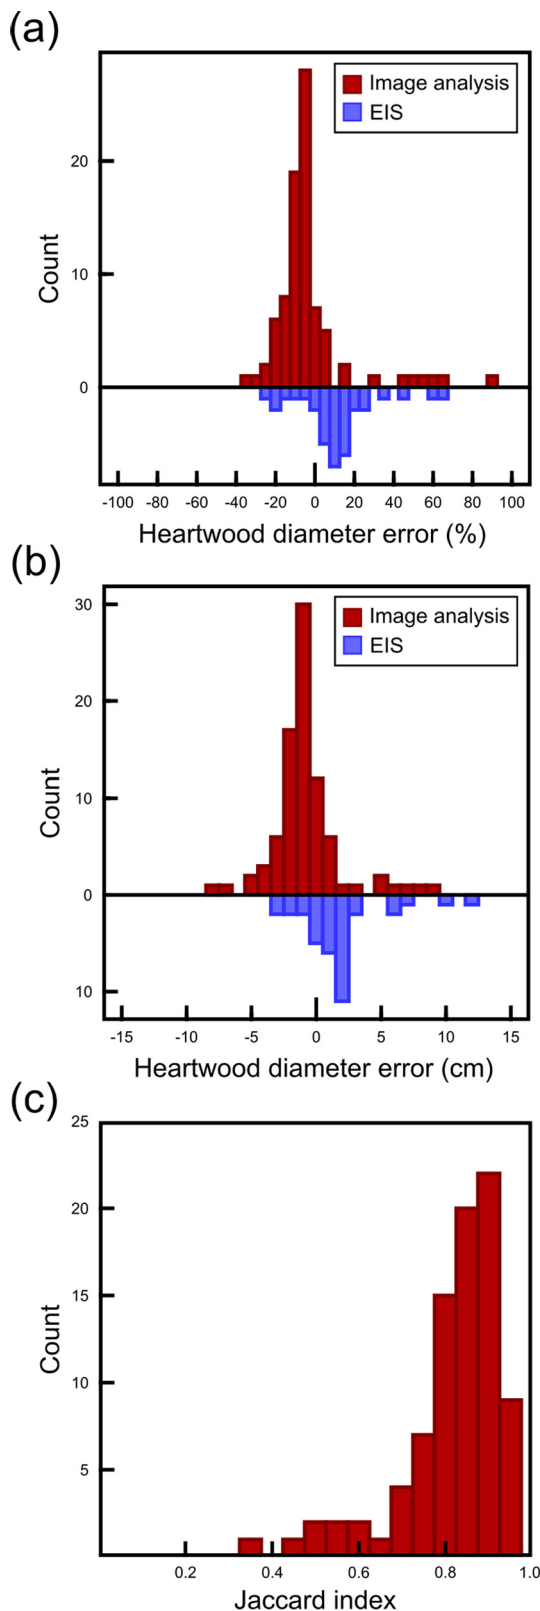 (a)
Image analysis
EIS
20
10
0
Count
-100 -80 -60 -40 -20 0 20 40 60 80 100
Heartwood diameter error (%)
(b)
Image analysis
EIS
30
20
10
0
10
Count
-15 -10 -5 0 5 10 15
Heartwood diameter error (cm)
(c)
25
20
15
10
5
Count
0.2 0.4 0.6 0.8 1.0
Jaccard index